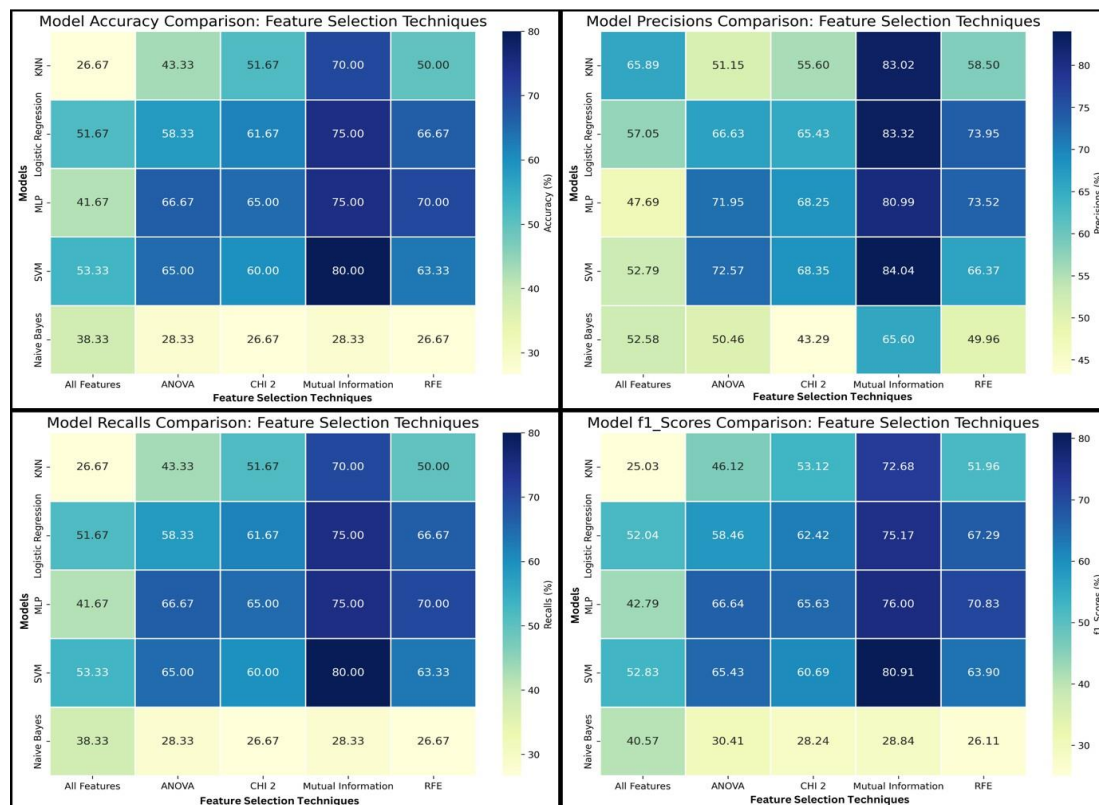 Model Accuracy Comparison: Feature Selection Techniques
80
KNN 26.67 43.33 51.67 70.00 50.00
70
Logistic Regression 51.67 58.33 61.67 75.00 66.67
60
Models
MLP 41.67 66.67 65.00 75.00 70.00
Accuracy (%)
50
SVM 53.33 65.00 60.00 80.00 63.33
40
Naive Bayes 38.33 28.33 26.67 28.33 26.67
30
All Features ANOVA CHI 2 Mutual Information RFE
Feature Selection Techniques
Model Precisions Comparison: Feature Selection Techniques
KNN 65.89 51.15 55.60 83.02 58.50
80
75
Logistic Regression 57.05 66.63 65.43 83.32 73.95
70
Models
MLP 47.69 71.95 68.25 80.99 73.52
65
Precisions (%)
60
SVM 52.79 72.57 68.35 84.04 66.37
55
50
Naive Bayes 52.58 50.46 43.29 65.60 49.96
45
All Features ANOVA CHI 2 Mutual Information RFE
Feature Selection Techniques
Model Recalls Comparison: Feature Selection Techniques
80
KNN 26.67 43.33 51.67 70.00 50.00
70
Logistic Regression 51.67 58.33 61.67 75.00 66.67
60
Models
MLP 41.67 66.67 65.00 75.00 70.00
Recalls (%)
50
SVM 53.33 65.00 60.00 80.00 63.33
40
Naive Bayes 38.33 28.33 26.67 28.33 26.67
30
All Features ANOVA CHI 2 Mutual Information RFE
Feature Selection Techniques
Model f1_Scores Comparison: Feature Selection Techniques
80
KNN 25.03 46.12 53.12 72.68 51.96
70
Logistic Regression 52.04 58.46 62.42 75.17 67.29
60
Models
MLP 42.79 66.64 65.63 76.00 70.83
f1_Scores (%)
50
SVM 52.83 65.43 60.69 80.91 63.90
40
Naive Bayes 40.57 30.41 28.24 28.84 26.11
30
All Features ANOVA CHI 2 Mutual Information RFE
Feature Selection Techniques